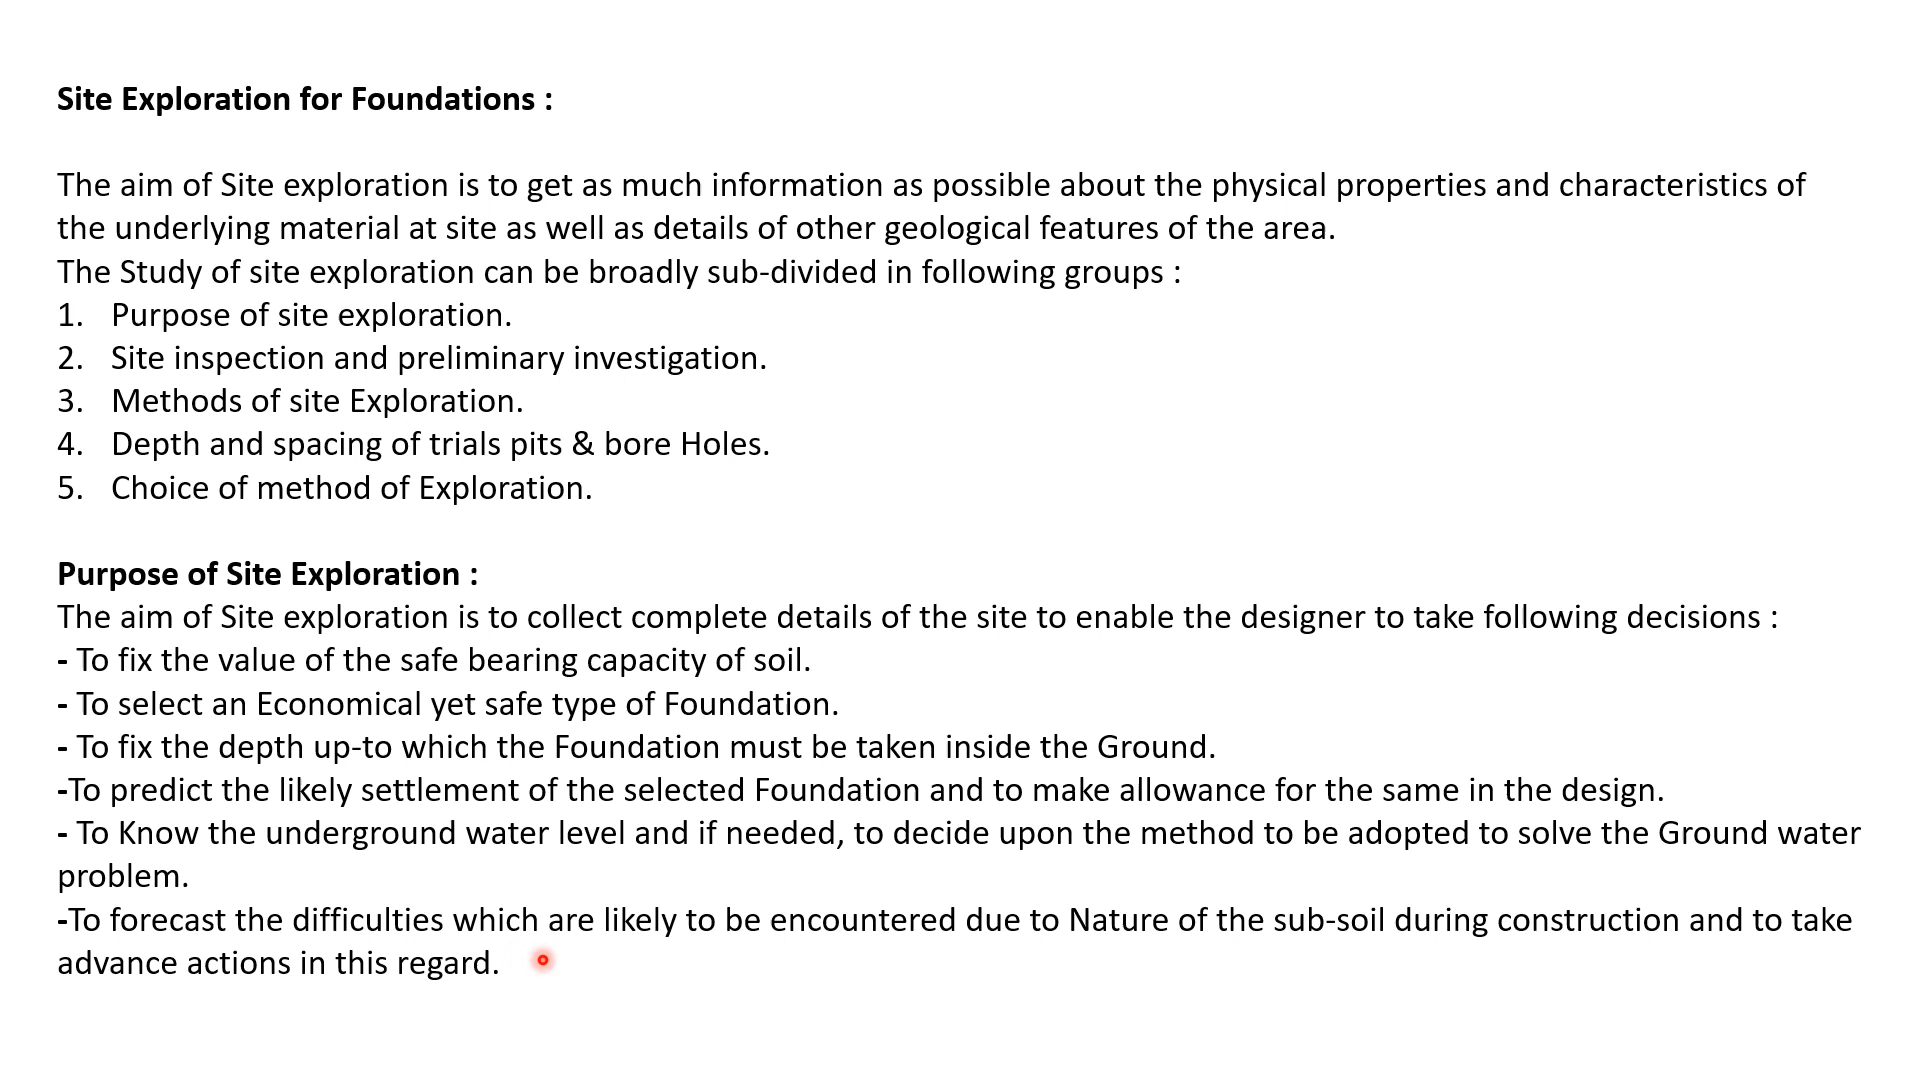 Site Exploration for Foundations :
The aim of Site exploration is to get as much information as possible about the physical properties and characteristics of
the underlying material at site as well as details of other geological features of the area.
The Study of site exploration can be broadly sub-divided in following groups :
1. Purpose of site exploration.
2. Site inspection and preliminary investigation.
3. Methods of site Exploration.
4. Depth and spacing of trials pits & bore Holes.
5. Choice of method of Exploration.
Purpose of Site Exploration :
The aim of Site exploration is to collect complete details of the site to enable the designer to take following decisions :
- To fix the value of the safe bearing capacity of soil.
- To select an Economical yet safe type of Foundation.
- To fix the depth up-to which the Foundation must be taken inside the Ground.
-To predict the likely settlement of the selected Foundation and to make allowance for the same in the design.
- To Know the underground water level and if needed, to decide upon the method to be adopted to solve the Ground water
problem.
-To forecast the difficulties which are likely to be encountered due to Nature of the sub-soil during construction and to take
advance actions in this regard.